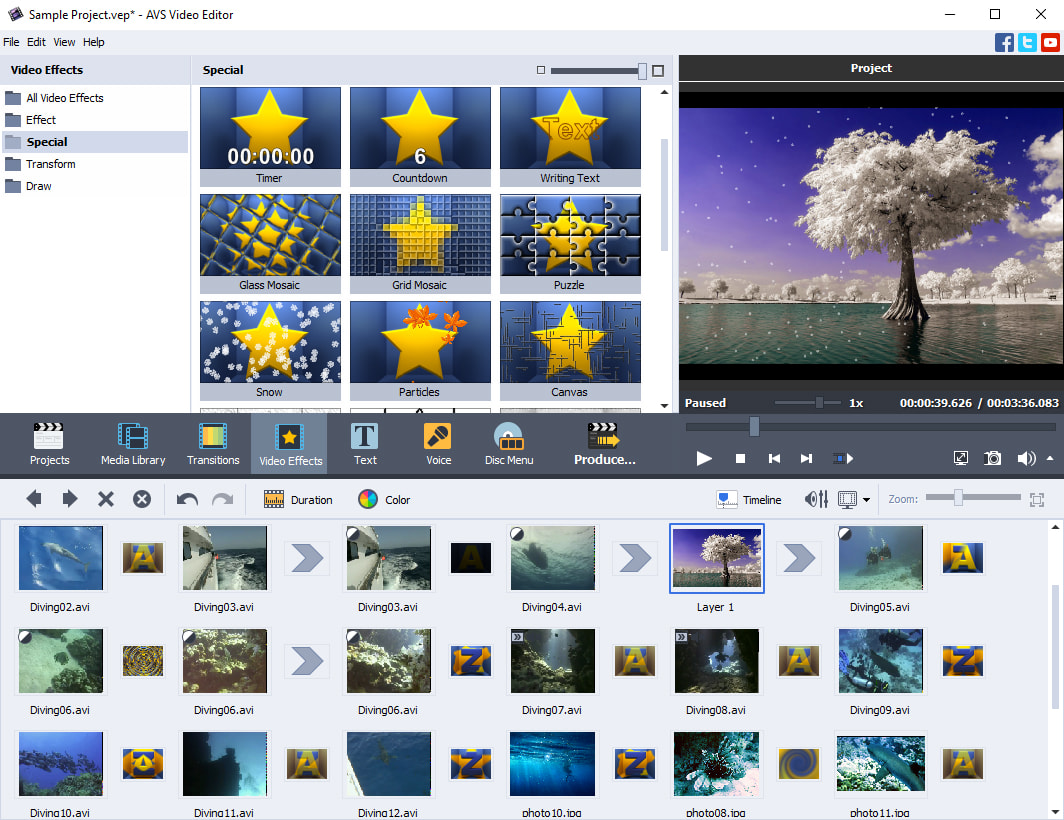 Sample Project.vep* - AVS Video Editor
File Edit View Help
Video Effects
Special
Project
All Video Effects
Effect
Special
Transform
Draw
00:00:00
6
Text
Timer
Countdown
Writing Text
Glass Mosaic
Grid Mosaic
Puzzle
Snow
Particles
Canvas
Paused
1x
00:00:39.626 / 00:03:36.083
Projects
Media Library
Transitions
Video Effects
T
Text
Voice
Disc Menu
Produce...
Duration
Color
Timeline
Zoom:
A
A
A
Diving02.avi
Diving03.avi
Diving03.avi
Diving04.avi
Layer 1
Diving05.avi
Z
A
A
Z
Diving06.avi
Diving06.avi
Diving06.avi
Diving07.avi
Diving08.avi
Diving09.avi
A
A
Z
Z
A
Diving10.avi
Diving11.avi
Diving12.avi
photo10.jpg
photo08.jpg
photo11.jpg